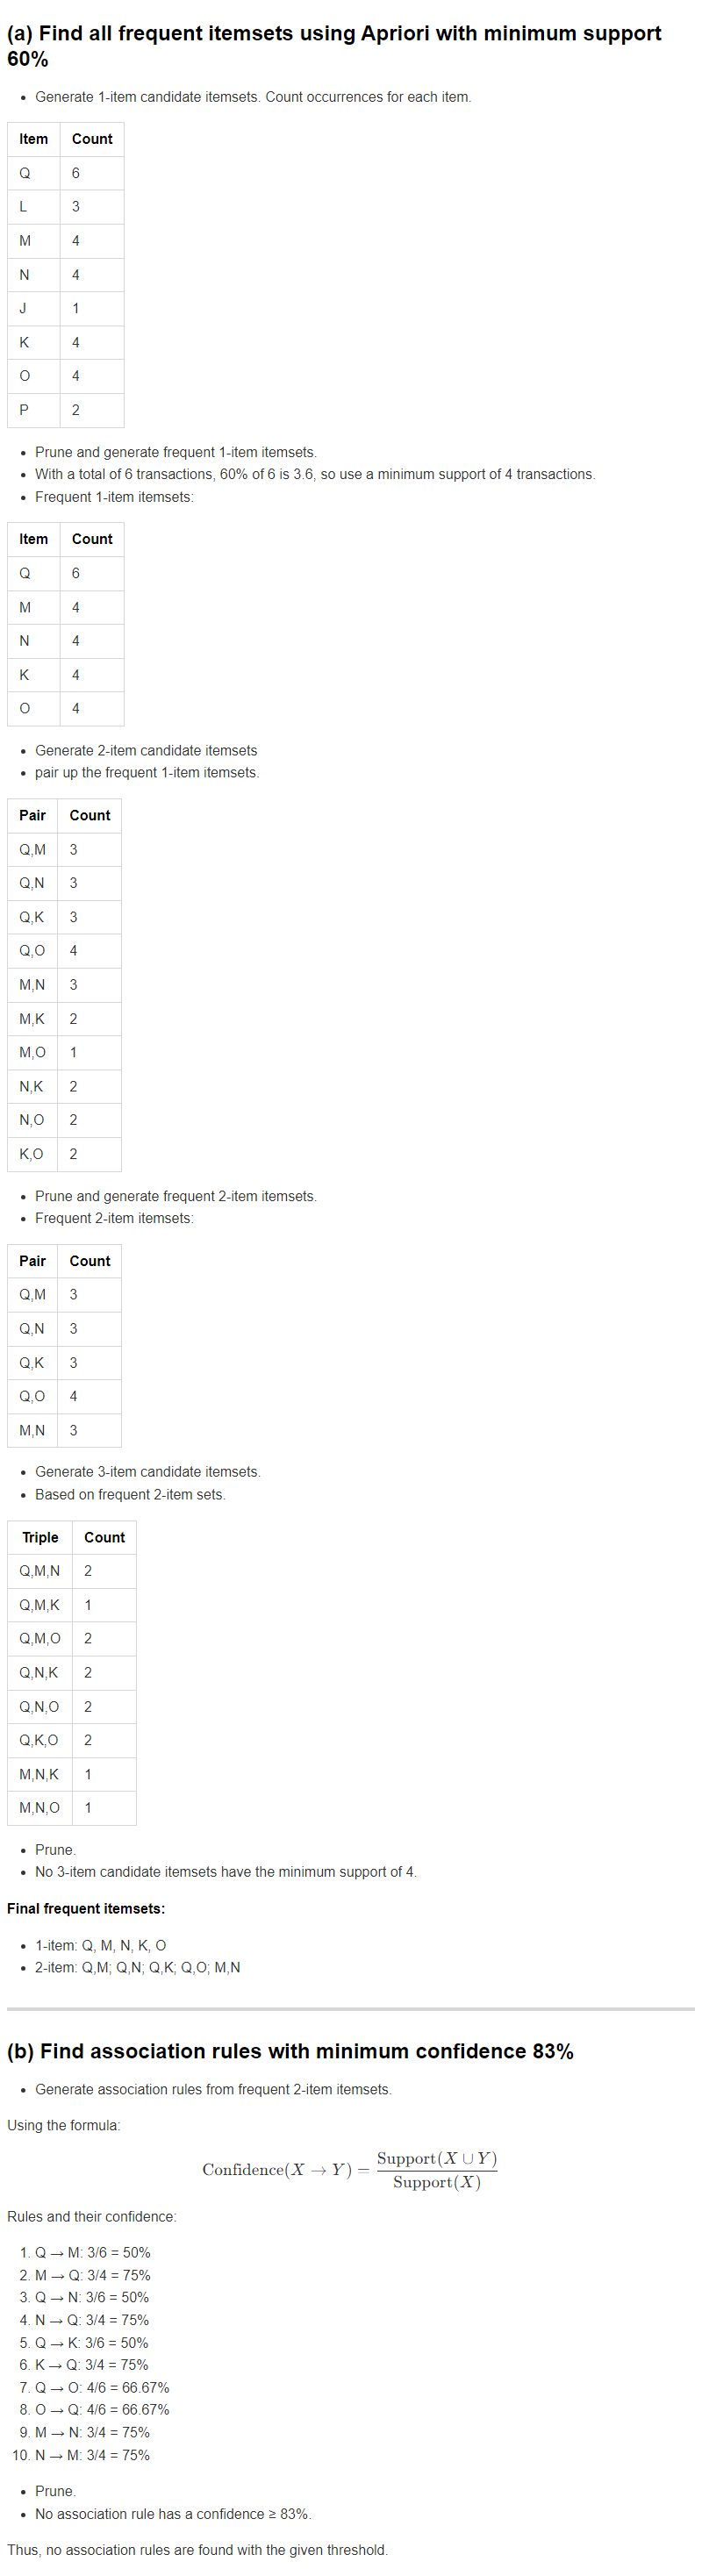 (a) Find all frequent itemsets using Apriori with minimum support
60%
• Generate 1-item candidate itemsets. Count occurrences for each item.
Item Count
Q 6
L 3
M 4
N 4
J 1
K 4
O 4
P 2
• Prune and generate frequent 1-item itemsets.
• With a total of 6 transactions, 60% of 6 is 3.6, so use a minimum support of 4 transactions.
• Frequent 1-item itemsets:
Item Count
Q 6
M 4
N 4
K 4
O 4
• Generate 2-item candidate itemsets
• pair up the frequent 1-item itemsets.
Pair Count
Q,M 3
Q,N 3
Q,K 3
Q,O 4
M,N 3
M,K 2
M,O 1
N,K 2
N,O 2
K,O 2
• Prune and generate frequent 2-item itemsets.
• Frequent 2-item itemsets:
Pair Count
Q,M 3
Q,N 3
Q,K 3
Q,O 4
M,N 3
• Generate 3-item candidate itemsets.
• Based on frequent 2-item sets.
Triple Count
Q,M,N 2
Q,M,K 1
Q,M,O 2
Q,N,K 2
Q,N,O 2
Q,K,O 2
M,N,K 1
M,N,O 1
• Prune.
• No 3-item candidate itemsets have the minimum support of 4.
Final frequent itemsets:
• 1-item: Q, M, N, K, O
• 2-item: Q,M; Q,N; Q,K; Q,O; M,N
(b) Find association rules with minimum confidence 83%
• Generate association rules from frequent 2-item itemsets.
Using the formula:
Confidence(X → Y) = Support(X ∪ Y) / Support(X)
Rules and their confidence:
1. Q → M: 3/6 = 50%
2. M → Q: 3/4 = 75%
3. Q → N: 3/6 = 50%
4. N → Q: 3/4 = 75%
5. Q → K: 3/6 = 50%
6. K → Q: 3/4 = 75%
7. Q → O: 4/6 = 66.67%
8. O → Q: 4/6 = 66.67%
9. M → N: 3/4 = 75%
10. N → M: 3/4 = 75%
• Prune.
• No association rule has a confidence ≥ 83%.
Thus, no association rules are found with the given threshold.